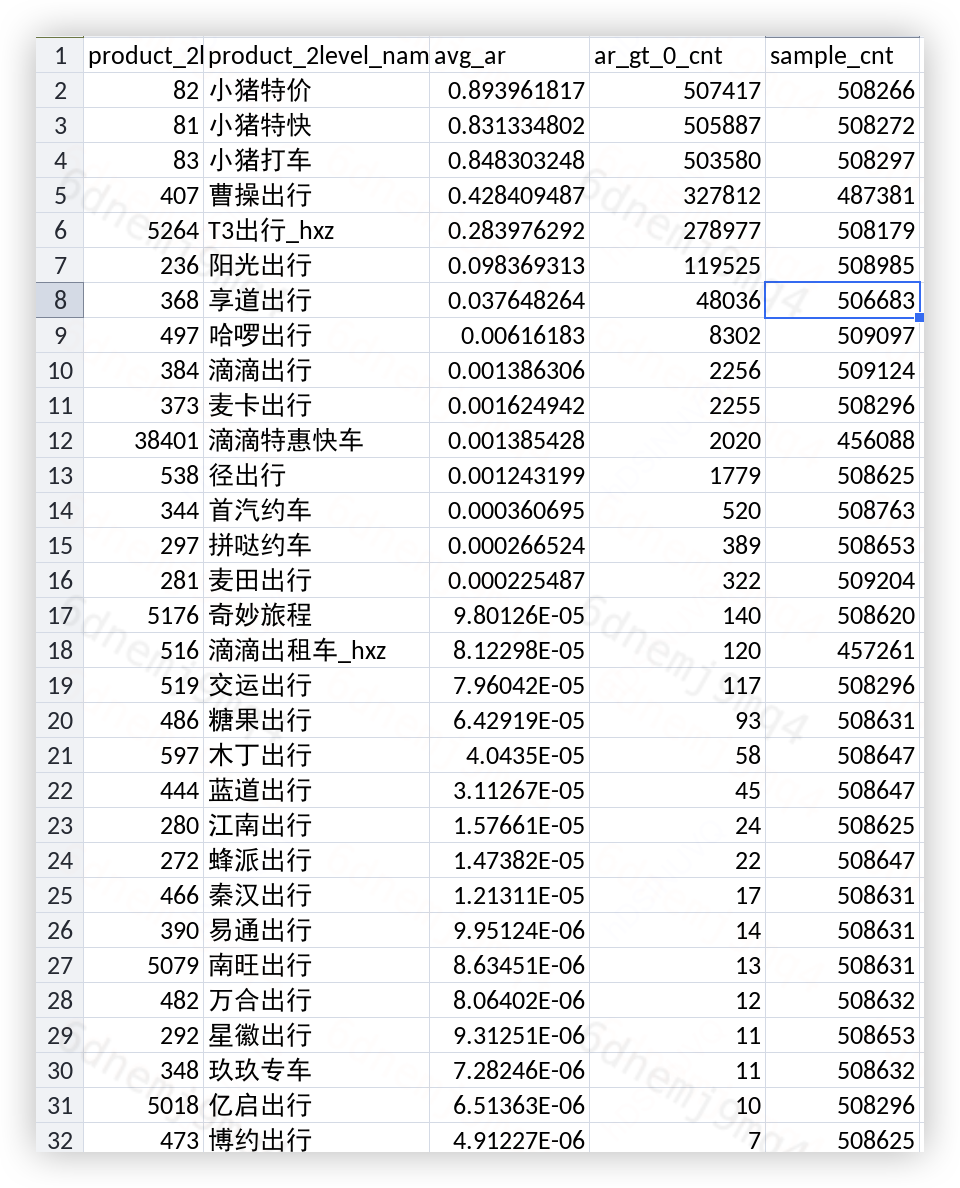 1 product_2l product_2level_nam avg_ar ar_gt_0_cnt sample_cnt
2 82 小猪特价 0.893961817 507417 508266
3 81 小猪特快 0.831334802 505887 508272
4 83 小猪打车 0.848303248 503580 508297
5 407 曹操出行 0.428409487 327812 487381
6 5264 T3出行_hxz 0.283976292 278977 508179
7 236 阳光出行 0.098369313 119525 508985
8 368 享道出行 0.037648264 48036 506683
9 497 哈啰出行 0.00616183 8302 509097
10 384 滴滴出行 0.001386306 2256 509124
11 373 麦卡出行 0.001624942 2255 508296
12 38401 滴滴特惠快车 0.001385428 2020 456088
13 538 径出行 0.001243199 1779 508625
14 344 首汽约车 0.000360695 520 508763
15 297 拼哒约车 0.000266524 389 508653
16 281 麦田出行 0.000225487 322 509204
17 5176 奇妙旅程 9.80126E-05 140 508620
18 516 滴滴出租车_hxz 8.12298E-05 120 457261
19 519 交运出行 7.96042E-05 117 508296
20 486 糖果出行 6.42919E-05 93 508631
21 597 木丁出行 4.0435E-05 58 508647
22 444 蓝道出行 3.11267E-05 45 508647
23 280 江南出行 1.57661E-05 24 508625
24 272 蜂派出行 1.47382E-05 22 508647
25 466 秦汉出行 1.21311E-05 17 508631
26 390 易通出行 9.95124E-06 14 508631
27 5079 南旺出行 8.63451E-06 13 508631
28 482 万合出行 8.06402E-06 12 508632
29 292 星徽出行 9.31251E-06 11 508653
30 348 玖玖专车 7.28246E-06 11 508632
31 5018 亿启出行 6.51363E-06 10 508296
32 473 博约出行 4.91227E-06 7 508625